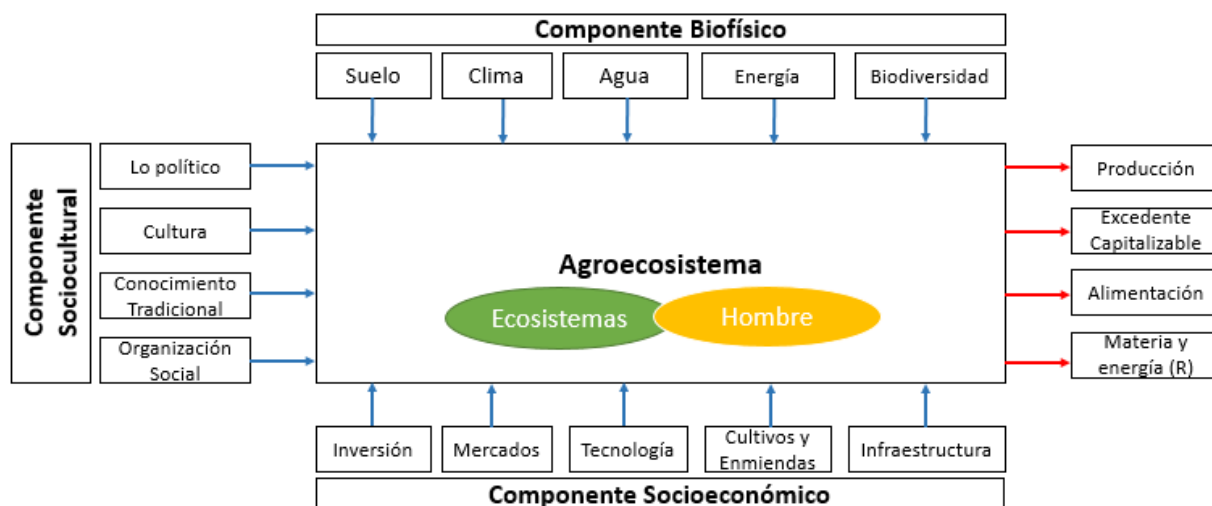 Componente Biofísico
Suelo
Clima
Agua
Energía
Biodiversidad
Componente
Sociocultural
Lo político
Cultura
Conocimiento
Tradicional
Organización
Social
Agroecosistema
Ecosistemas
Hombre
Producción
Excedente
Capitalizable
Alimentación
Materia y
energía (R)
Inversión
Mercados
Tecnología
Cultivos y
Enmiendas
Infraestructura
Componente Socioeconómico